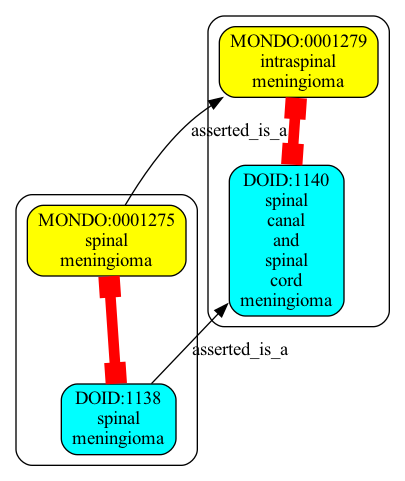 MONDO:0001279
intraspinal
meningioma
asserted_is_a
DOID:1140
spinal
canal
and
spinal
cord
meningioma
MONDO:0001275
spinal
meningioma
asserted_is_a
DOID:1138
spinal
meningioma